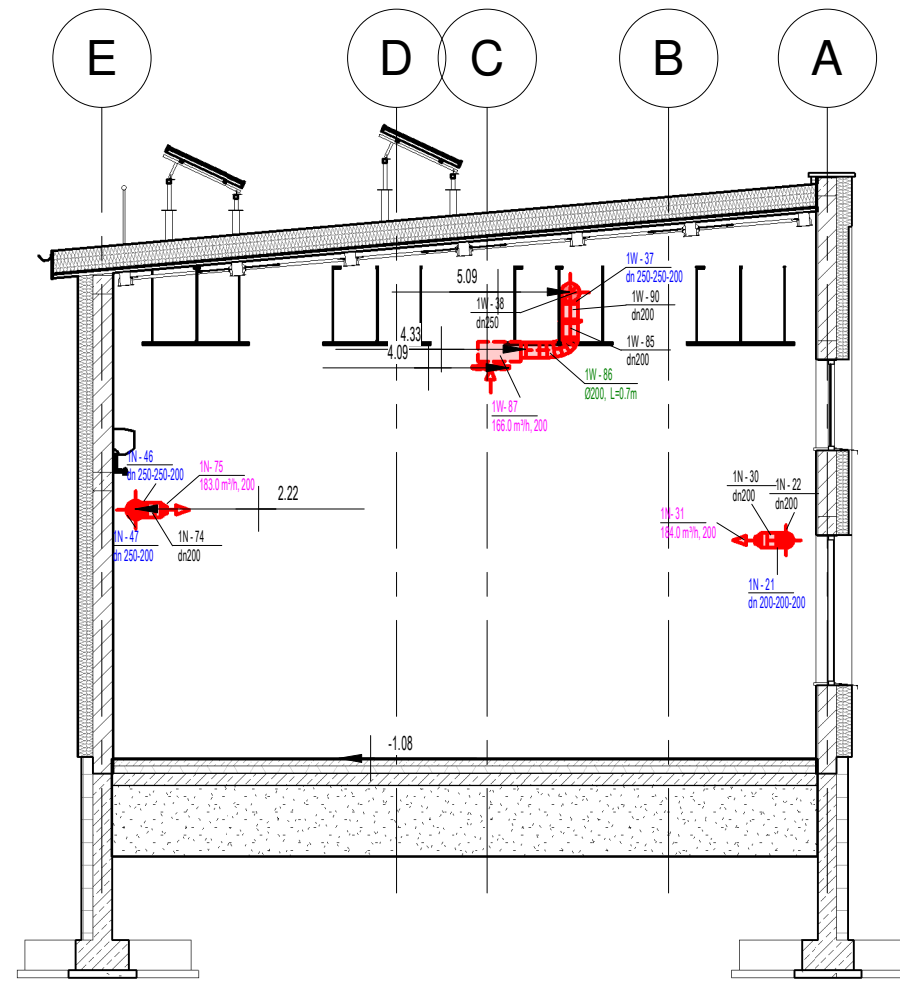 E D C B A
5.09
1W - 37
dn 250-250-200
1W - 38
dn250
1W - 90
dn200
4.33
4.09
1W - 85
dn200
1W - 86
Ø200, L=0.7m
1W- 87
166.0 m³/h, 200
1N - 46
dn 250-250-200
1N- 75
183.0 m³/h, 200
2.22
1N - 47
dn 250-200
1N - 74
dn200
1N - 30
dn200
1N - 22
dn200
1N- 31
184.0 m³/h, 200
1N - 21
dn 200-200-200
-1.08